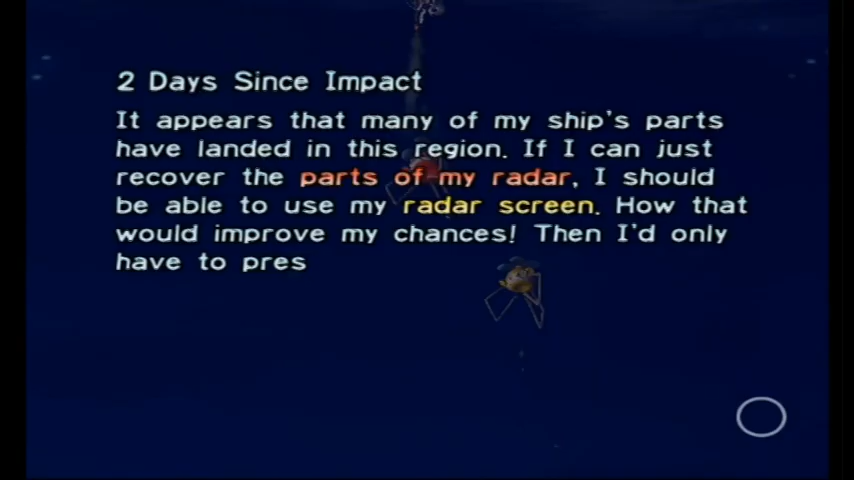 2 Days Since Impact
It appears that many of my ship's parts
have landed in this region. If I can just
recover the parts of my radar, I should
be able to use my radar screen. How that
would improve my chances! Then I'd only
have to pres